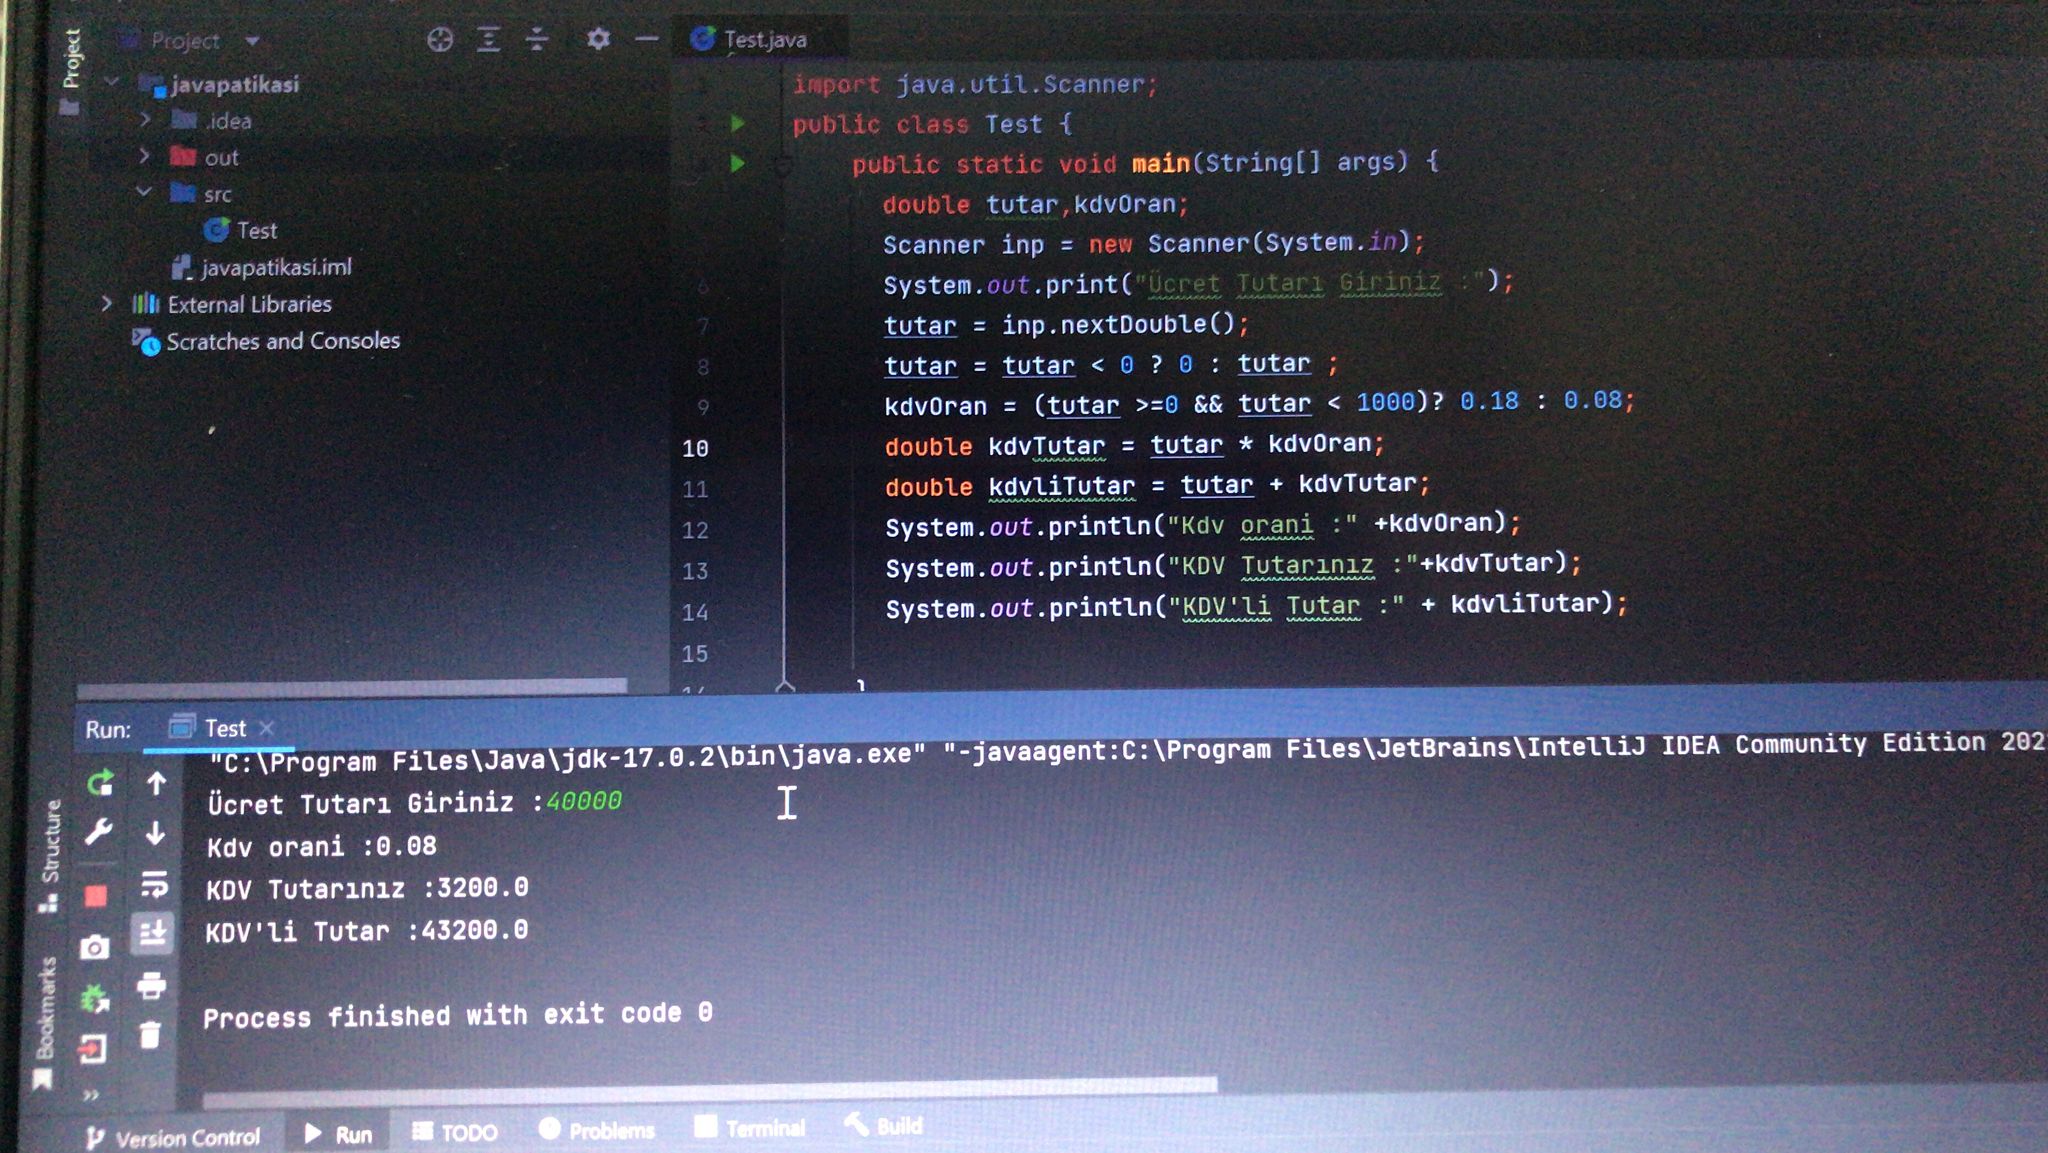 Project
Project
javapatikasi
.idea
out
src
Test
javapatikasi.iml
External Libraries
Scratches and Consoles
Test.java
import java.util.Scanner;
public class Test {
public static void main(String[] args) {
double tutar,kdvOran;
Scanner inp = new Scanner(System.in);
6 System.out.print("Ücret Tutarı Giriniz :");
7 tutar = inp.nextDouble();
8 tutar = tutar < 0 ? 0 : tutar ;
9 kdvOran = (tutar >=0 && tutar < 1000)? 0.18 : 0.08;
10 double kdvTutar = tutar * kdvOran;
11 double kdvliTutar = tutar + kdvTutar;
12 System.out.println("Kdv orani :" +kdvOran);
13 System.out.println("KDV Tutarınız :"+kdvTutar);
14 System.out.println("KDV'li Tutar :" + kdvliTutar);
15
Run: Test
"C:\Program Files\Java\jdk-17.0.2\bin\java.exe" "-javaagent:C:\Program Files\JetBrains\IntelliJ IDEA Community Edition 202
Ücret Tutarı Giriniz :40000
Kdv orani :0.08
KDV Tutarınız :3200.0
KDV'li Tutar :43200.0
Process finished with exit code 0
Structure
Bookmarks
Version Control
Run
TODO
Problems
Terminal
Build